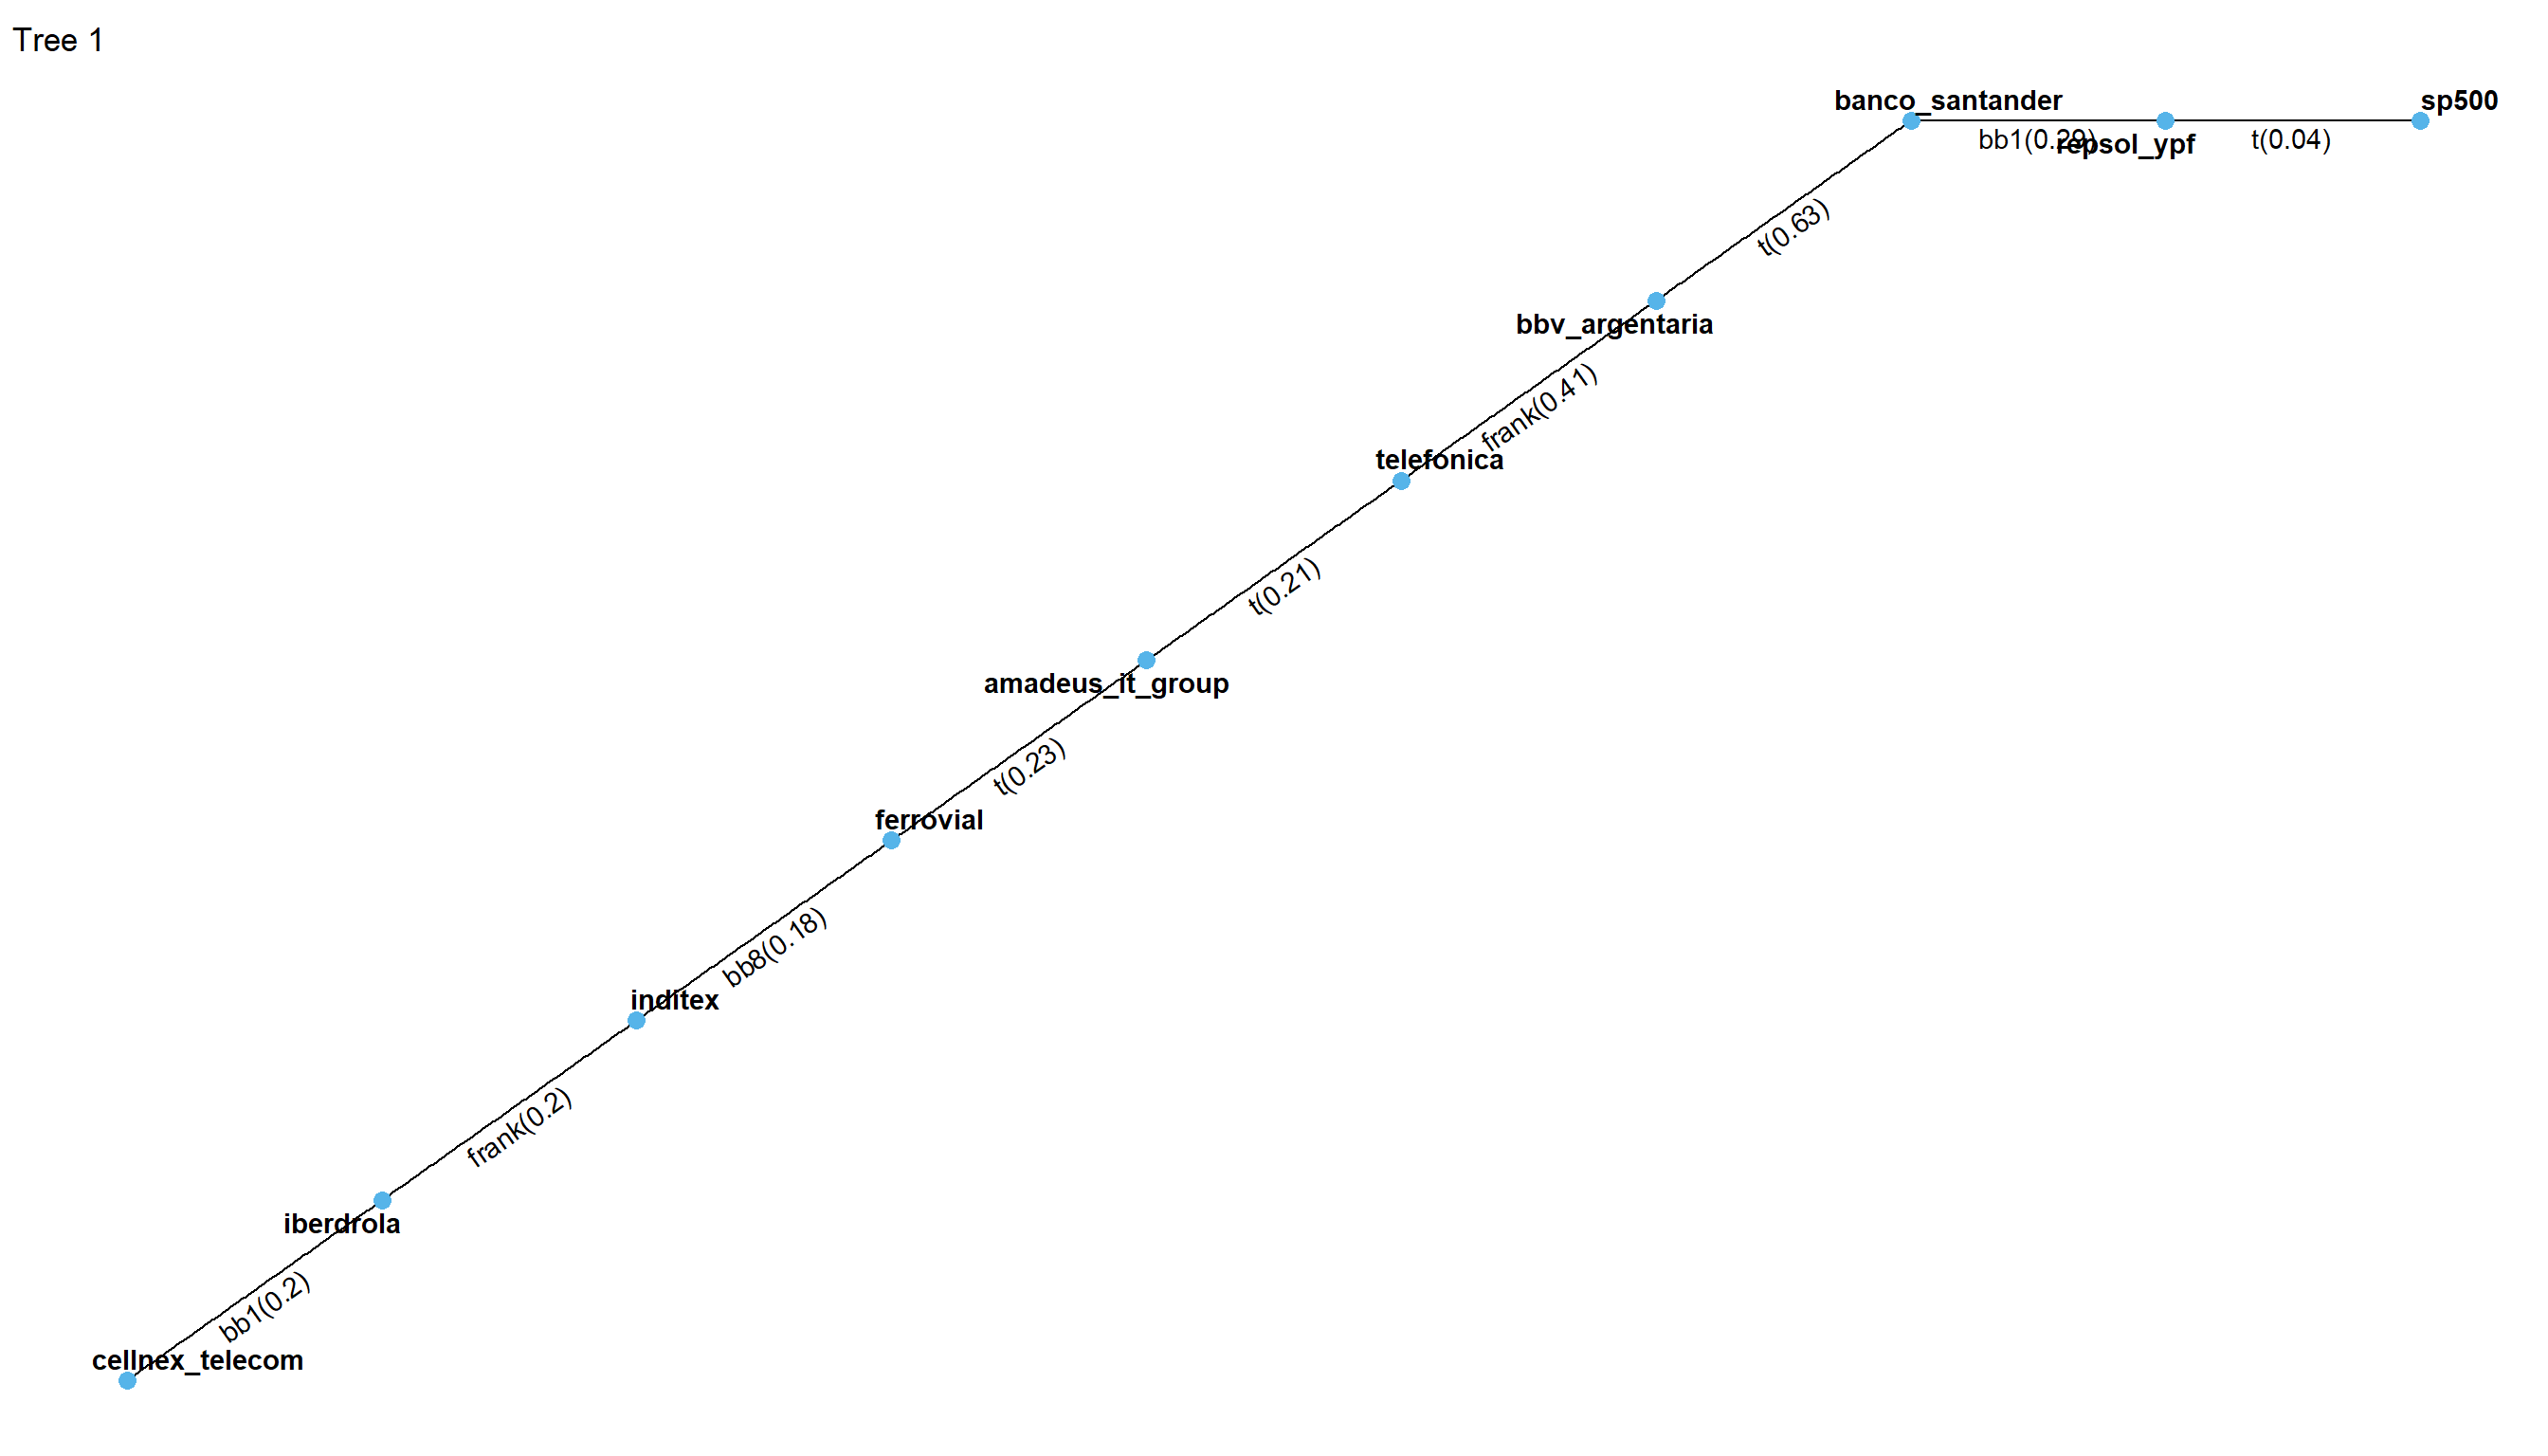 Tree 1
banco_santander
sp500
bb1(0.29)
repsol_ypf
t(0.04)
t(0.63)
bbv_argentaria
frank(0.41)
telefonica
t(0.21)
amadeus_it_group
t(0.23)
ferrovial
bb8(0.18)
inditex
frank(0.2)
iberdrola
bb1(0.2)
cellnex_telecom